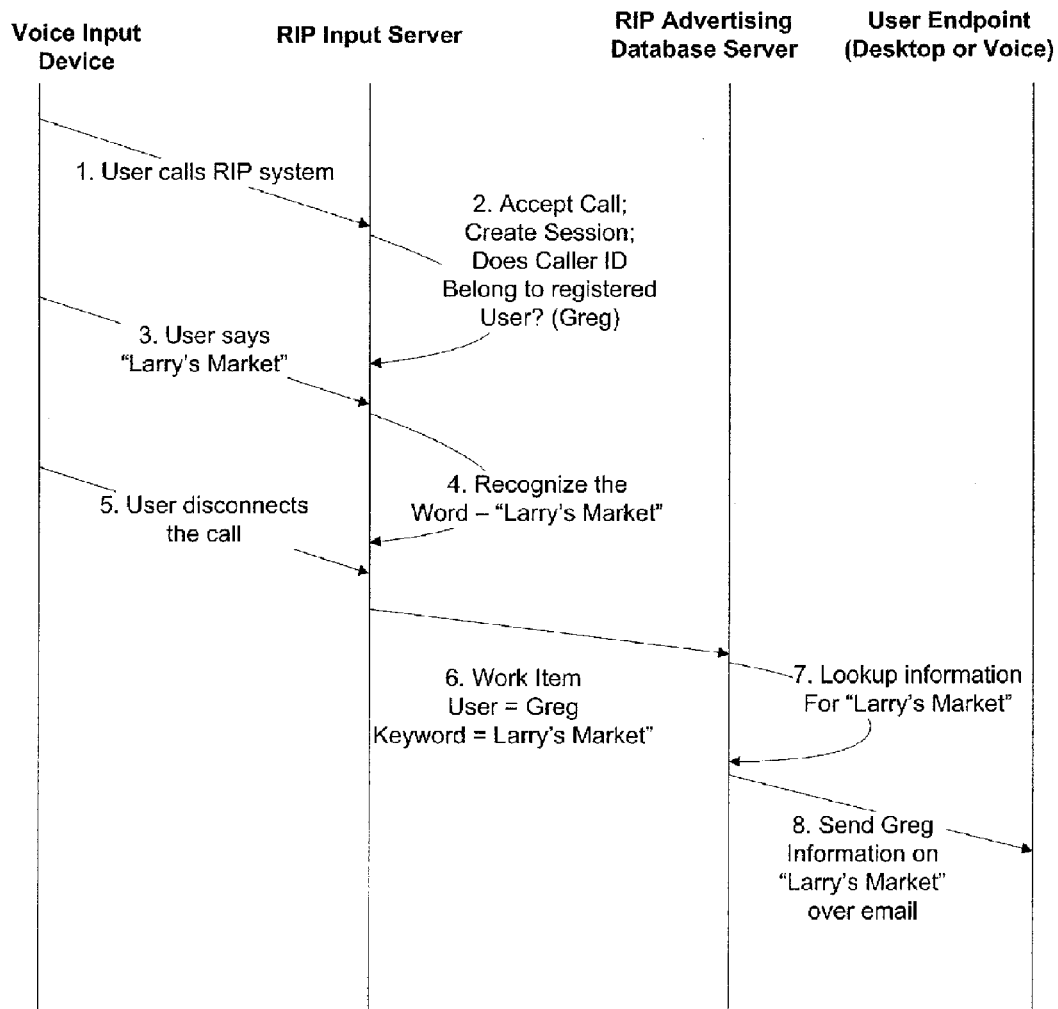 Voice Input
Device
RIP Input Server
RIP Advertising
Database Server
User Endpoint
(Desktop or Voice)
1. User calls RIP system
2. Accept Call;
Create Session;
Does Caller ID
Belong to registered
User? (Greg)
3. User says
“Larry’s Market”
4. Recognize the
Word – “Larry’s Market”
5. User disconnects
the call
6. Work Item
User = Greg
Keyword = Larry’s Market”
7. Lookup information
For “Larry’s Market”
8. Send Greg
Information on
“Larry’s Market”
over email